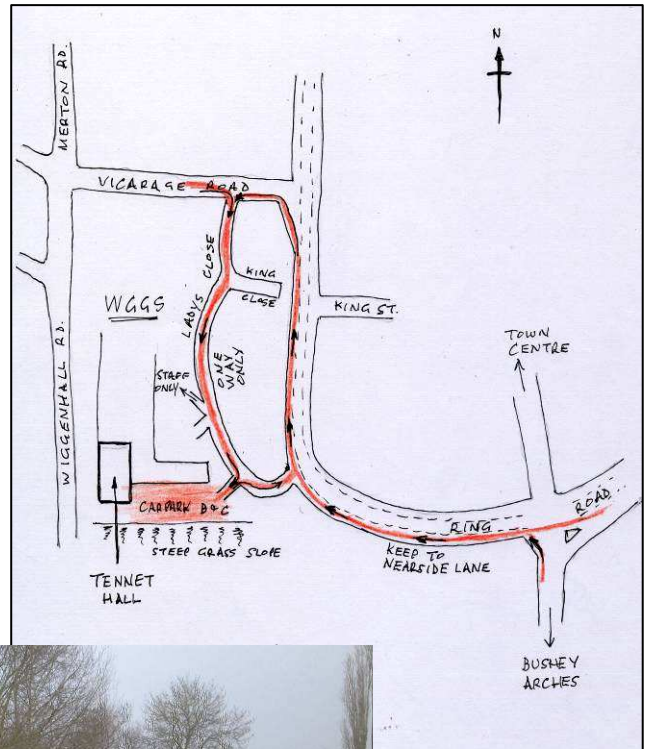 N
MERTON RD.
VICARAGE ROAD
KING
CLOSE
LADYS CLOSE
KING ST.
WGGS
ONE
WAY
ONLY
STAFF
ONLY
TOWN
CENTRE
WIGGENHALL RD.
CARPARK B&C
STEEP GRASS SLOPE
RING ROAD
KEEP TO
NEARSIDE LANE
TENNET
HALL
BUSHEY
ARCHES